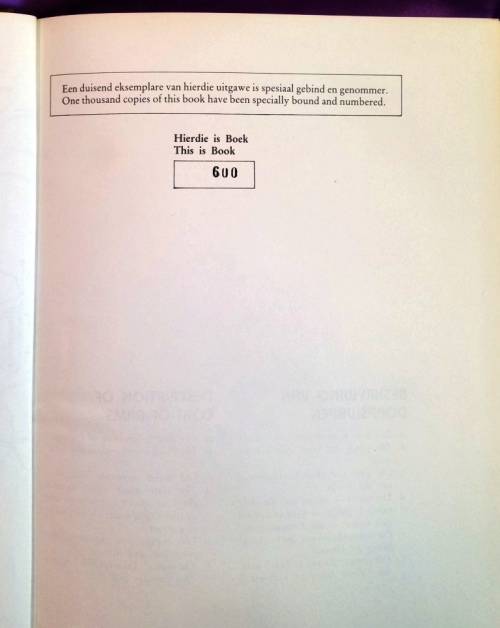 Een duisend eksemplare van hierdie uitgawe is spesiaal gebind en genommer.
One thousand copies of this book have been specially bound and numbered.
Hierdie is Boek
This is Book
600